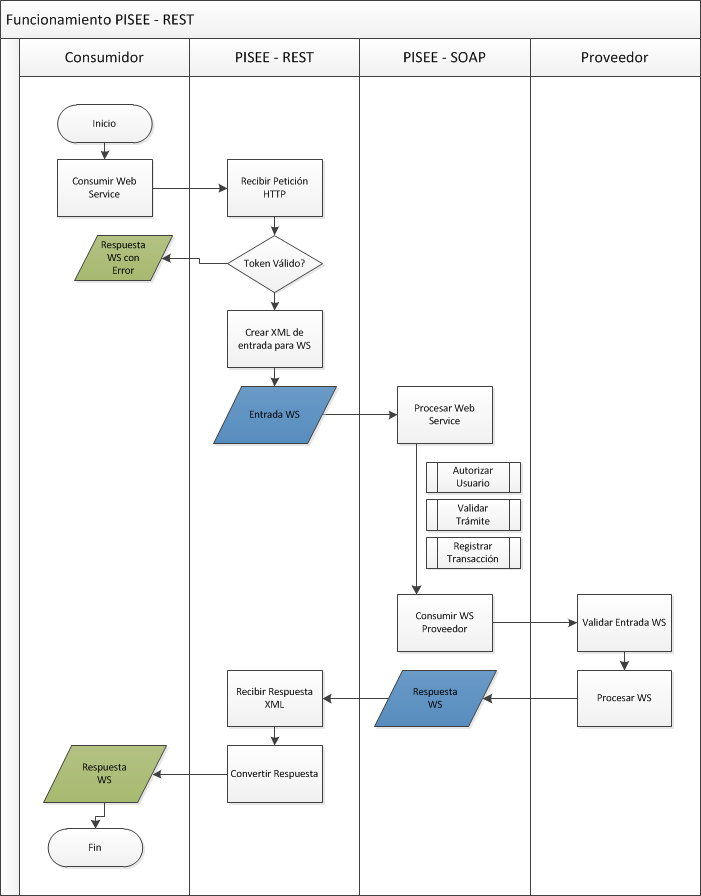 Funcionamiento PISEE - REST
Consumidor
PISEE - REST
PISEE - SOAP
Proveedor
Inicio
Consumir Web
Service
Recibir Petición
HTTP
Respuesta
WS con
Error
Token Válido?
Crear XML de
entrada para WS
Entrada WS
Procesar Web
Service
Autorizar
Usuario
Validar
Trámite
Registrar
Transacción
Consumir WS
Proveedor
Validar Entrada WS
Recibir Respuesta
XML
Respuesta
WS
Procesar WS
Respuesta
WS
Convertir Respuesta
Fin